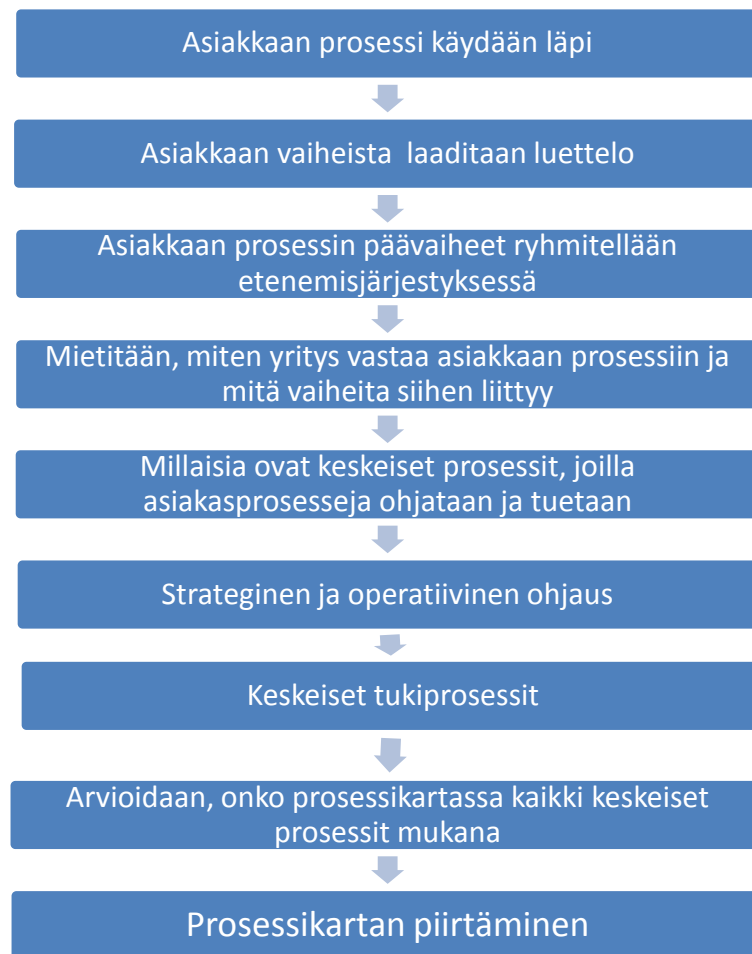 Asiakkaan prosessi käydään läpi
Asiakkaan vaiheista laaditaan luettelo
Asiakkaan prosessin päävaiheet ryhmitellään
etenemisjärjestyksessä
Mietitään, miten yritys vastaa asiakkaan prosessiin ja
mitä vaiheita siihen liittyy
Millaisia ovat keskeiset prosessit, joilla
asiakasprosesseja ohjataan ja tuetaan
Strateginen ja operatiivinen ohjaus
Keskeiset tukiprosessit
Arvioidaan, onko prosessikartassa kaikki keskeiset
prosessit mukana
Prosessikartan piirtäminen